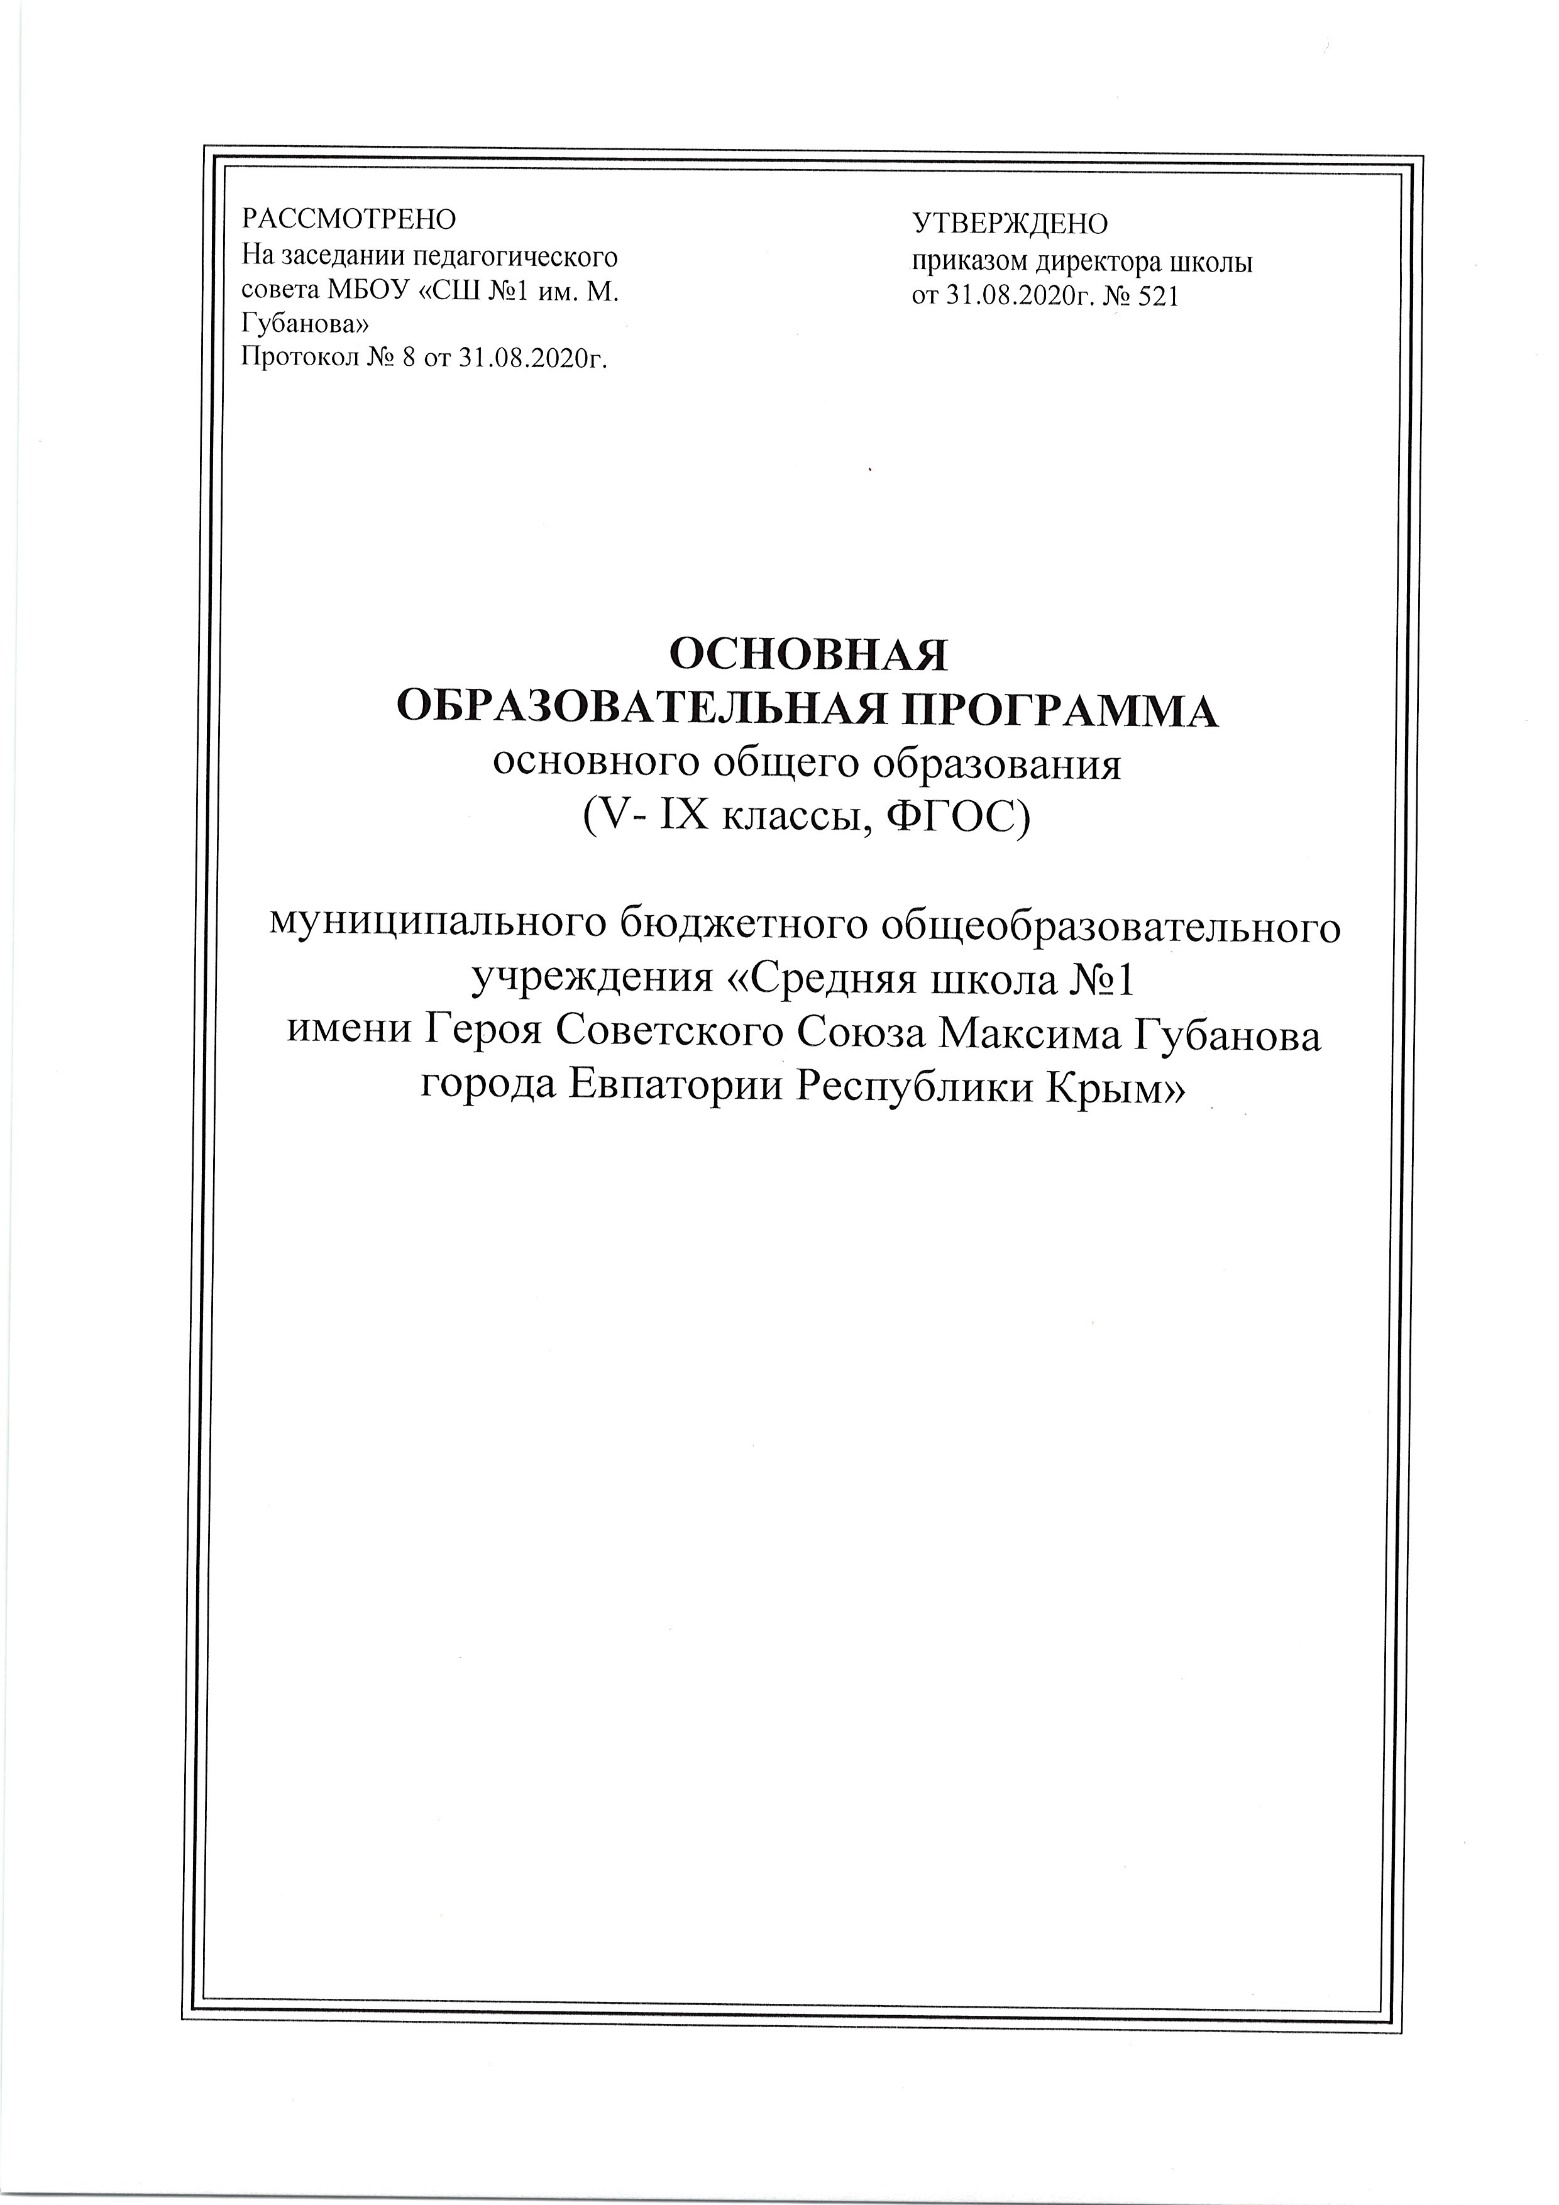 РАССМОТРЕНО
На заседании педагогического
совета МБОУ «СШ №1 им. М.
Губанова»
Протокол № 8 от 31.08.2020г.
УТВЕРЖДЕНО
приказом директора школы
от 31.08.2020г. № 521
ОСНОВНАЯ
ОБРАЗОВАТЕЛЬНАЯ ПРОГРАММА
основного общего образования
(V- IX классы, ФГОС)
муниципального бюджетного общеобразовательного
учреждения «Средняя школа №1
имени Героя Советского Союза Максима Губанова
города Евпатории Республики Крым»